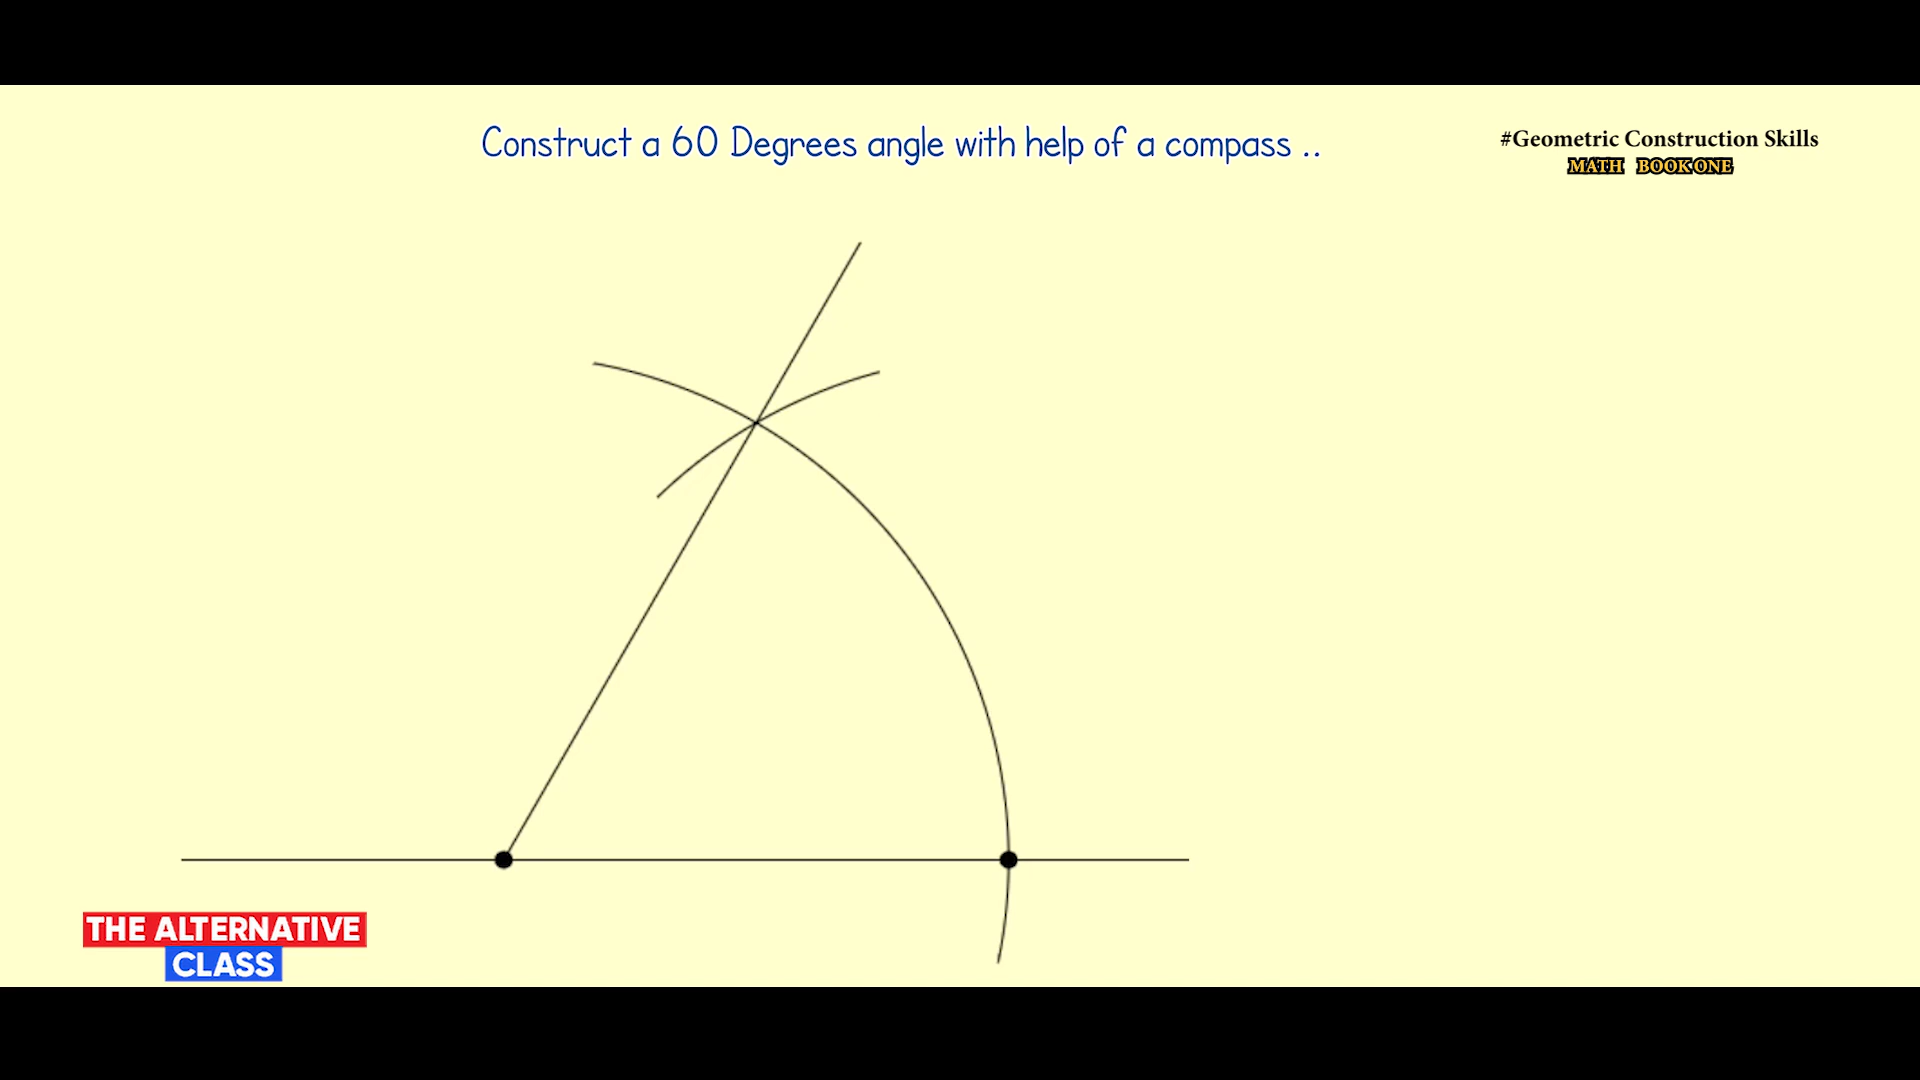 Construct a 60 Degrees angle with help of a compass ..
#Geometric Construction Skills
MATH BOOK ONE
THE ALTERNATIVE
CLASS